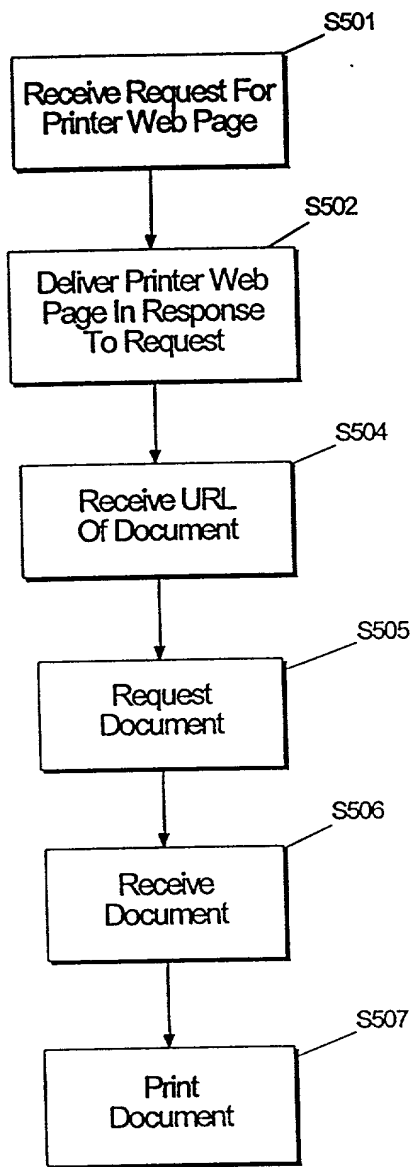 S501
Receive Request For
Printer Web Page
S502
Deliver Printer Web
Page In Response
To Request
S504
Receive URL
Of Document
S505
Request
Document
S506
Receive
Document
S507
Print
Document